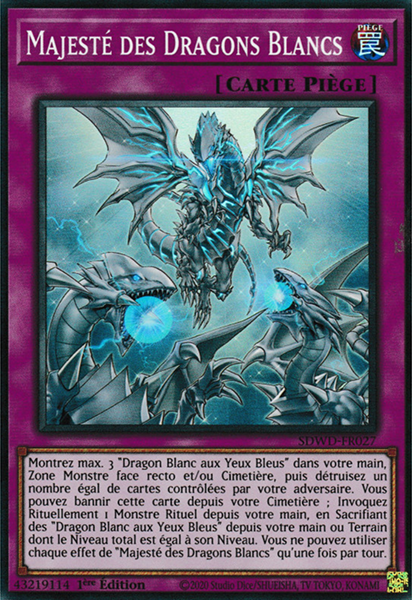 Majesté des Dragons Blancs
PIÈGE
罠
[Carte Piège]
SDWD-FR027
Montrez max. 3 "Dragon Blanc aux Yeux Bleus" dans votre main,
Zone Monstre face recto et/ou Cimetière, puis détruisez un
nombre égal de cartes contrôlées par votre adversaire. Vous
pouvez bannir cette carte depuis votre Cimetière ; Invoquez
Rituellement 1 Monstre Rituel depuis votre main, en Sacrifiant
des "Dragon Blanc aux Yeux Bleus" depuis votre main ou Terrain
dont le Niveau total est égal à son Niveau. Vous ne pouvez utiliser
chaque effet de "Majesté des Dragons Blancs" qu'une fois par tour.
43219114 1ère Édition ©2020 Studio Dice/SHUEISHA, TV TOKYO, KONAMI